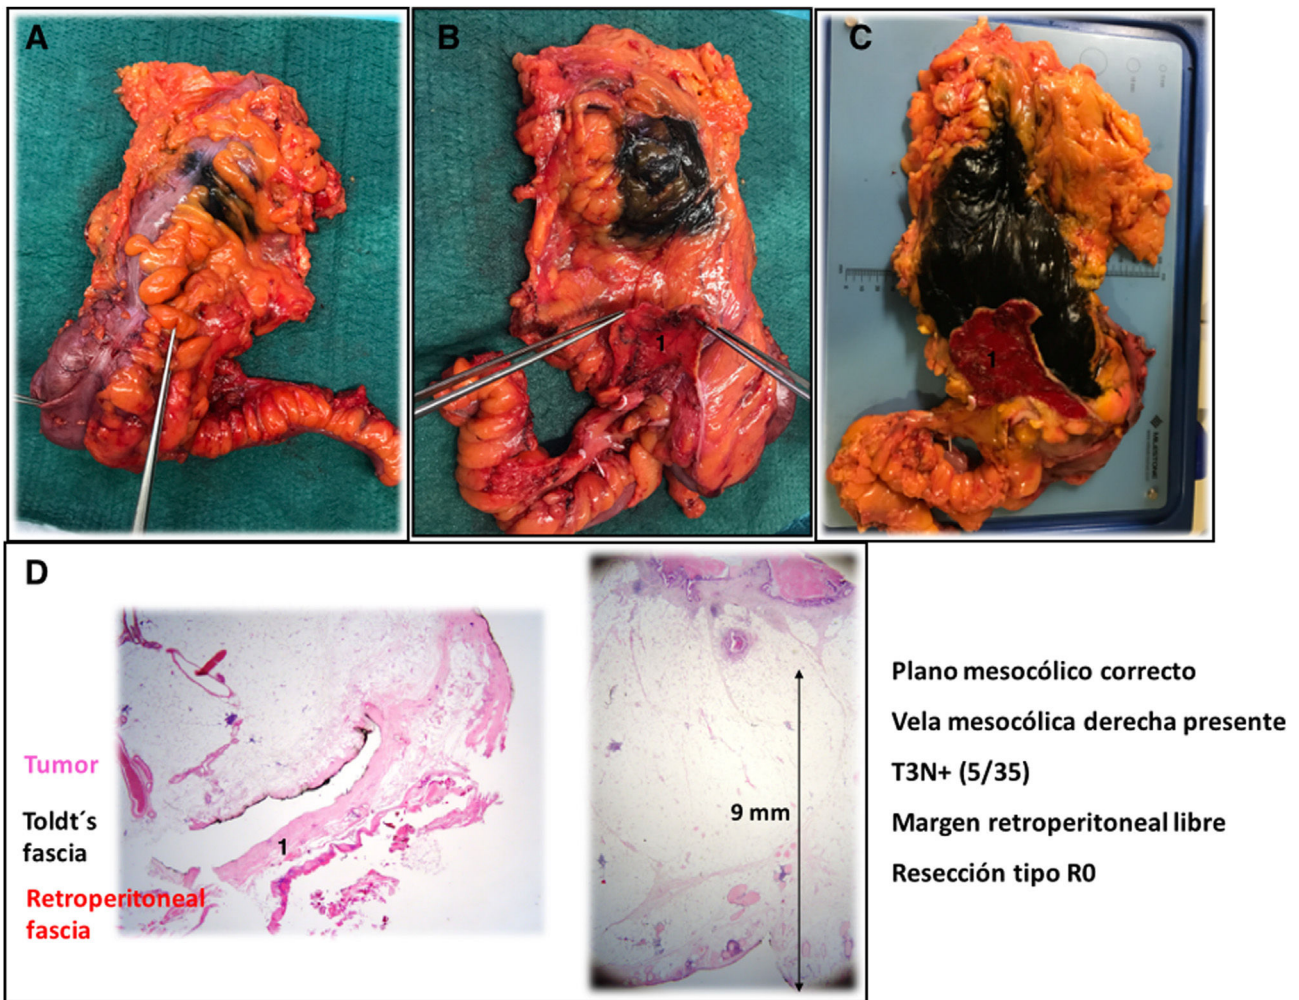 A
B
C
1
1
MILESTONE
D
Tumor
Toldt´s
fascia
Retroperitoneal
fascia
1
9 mm
Plano mesocólico correcto
Vela mesocólica derecha presente
T3N+ (5/35)
Margen retroperitoneal libre
Resección tipo R0